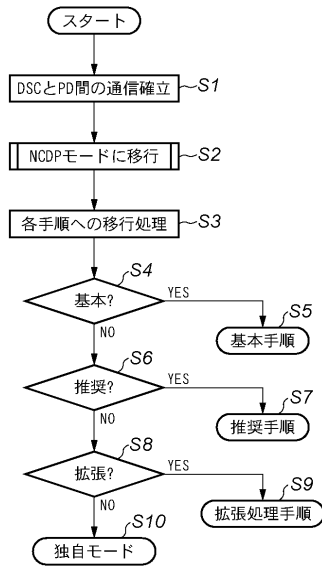 スタート
DSCとPD間の通信確立
S1
NCDPモードに移行
S2
各手順への移行処理
S3
S4
基本?
YES
S5
基本手順
NO
S6
推奨?
YES
S7
推奨手順
NO
S8
拡張?
YES
S9
拡張処理手順
NO
S10
独自モード